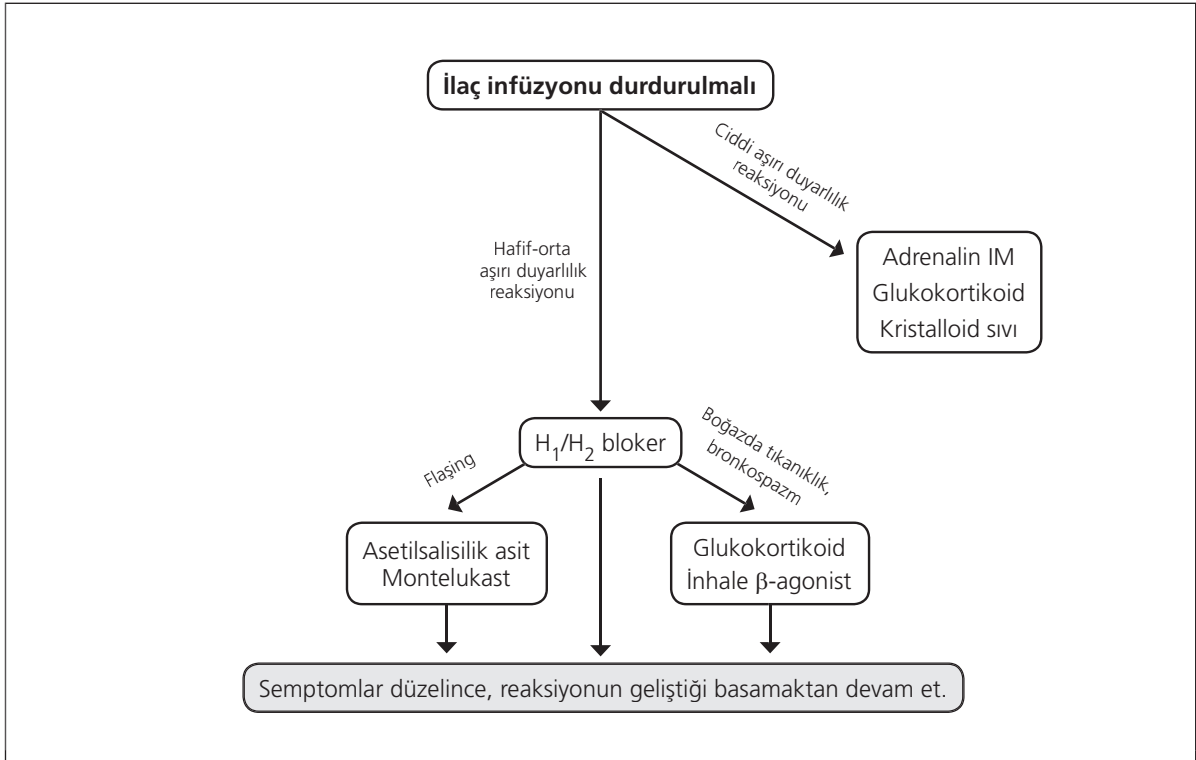 İlaç infüzyonu durdurulmalı
Ciddi aşırı duyarlılık
reaksiyonu
Hafif-orta
aşırı duyarlılık
reaksiyonu
Adrenalin IM
Glukokortikoid
Kristalloid sıvı
H1/H2 bloker
Flaşing
Boğazda tıkanıklık,
bronkospazm
Asetilsalisilik asit
Montelukast
Glukokortikoid
İnhale β-agonist
Semptomlar düzelince, reaksiyonun geliştiği basamaktan devam et.